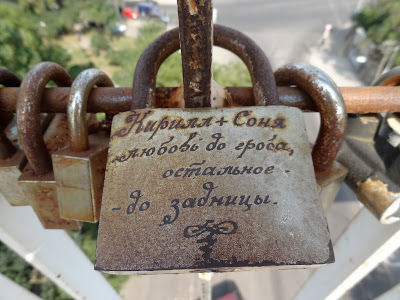 Кирилл + Соня
-любовь до гроба,
остальное -
- до задницы.